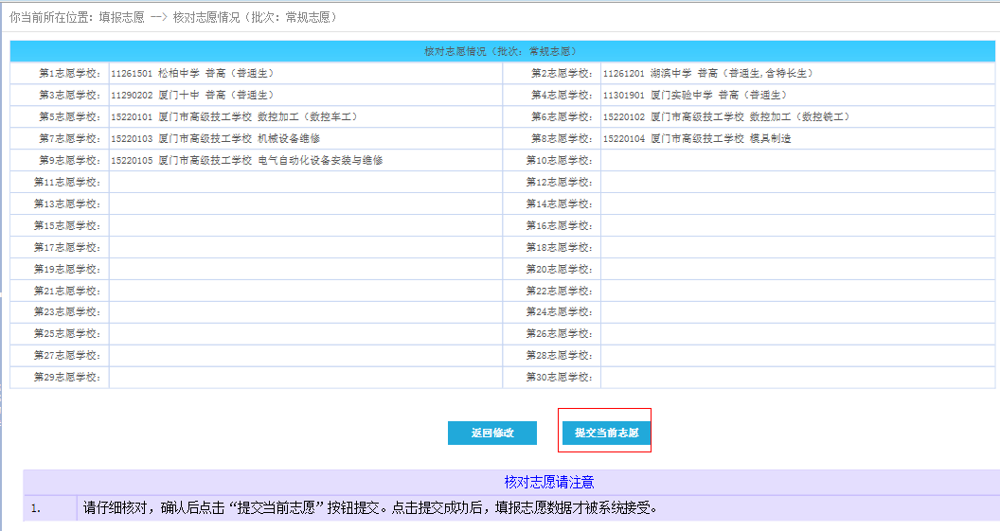 你当前所在位置: 填报志愿 —> 核对志愿情况（批次: 常规志愿）
核对志愿情况（批次: 常规志愿）
第1志愿学校: 11261501 松柏中学 普高（普通生） 第2志愿学校: 11261201 湖滨中学 普高（普通生,含特长生）
第3志愿学校: 11290202 厦门十中 普高（普通生） 第4志愿学校: 11301901 厦门实验中学 普高（普通生）
第5志愿学校: 15220101 厦门市高级技工学校 数控加工（数控车工） 第6志愿学校: 15220102 厦门市高级技工学校 数控加工（数控铣工）
第7志愿学校: 15220103 厦门市高级技工学校 机械设备维修 第8志愿学校: 15220104 厦门市高级技工学校 模具制造
第9志愿学校: 15220105 厦门市高级技工学校 电气自动化设备安装与维修 第10志愿学校:
第11志愿学校: 第12志愿学校:
第13志愿学校: 第14志愿学校:
第15志愿学校: 第16志愿学校:
第17志愿学校: 第18志愿学校:
第19志愿学校: 第20志愿学校:
第21志愿学校: 第22志愿学校:
第23志愿学校: 第24志愿学校:
第25志愿学校: 第26志愿学校:
第27志愿学校: 第28志愿学校:
第29志愿学校: 第30志愿学校:
返回修改 提交当前志愿
核对志愿请注意
1. 请仔细核对，确认后点击“提交当前志愿”按钮提交。点击提交成功后，填报志愿数据才被系统接受。